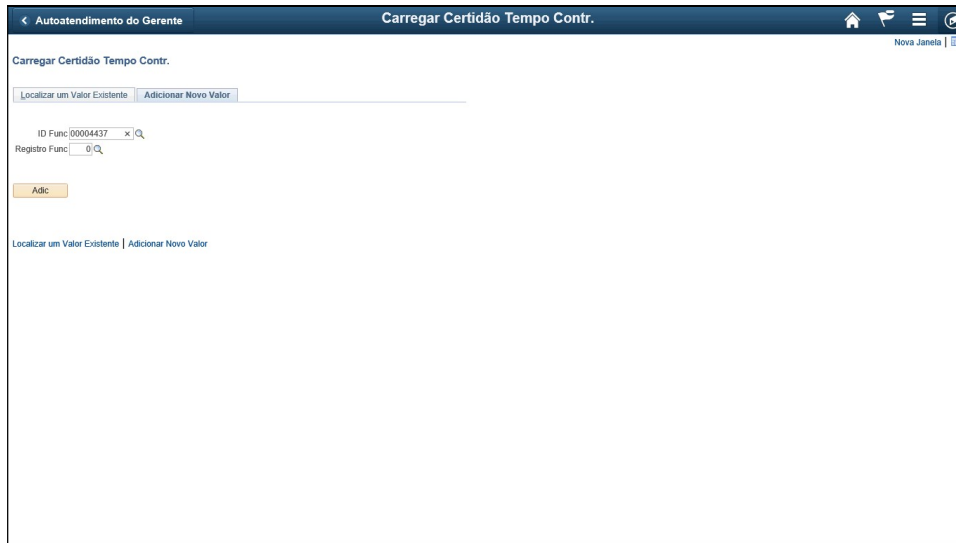 Autoatendimento do Gerente
Carregar Certidão Tempo Contr.
Nova Janela |
Carregar Certidão Tempo Contr.
Localizar um Valor Existente Adicionar Novo Valor
ID Func 00004437 ×
Registro Func 0
Adic
Localizar um Valor Existente | Adicionar Novo Valor